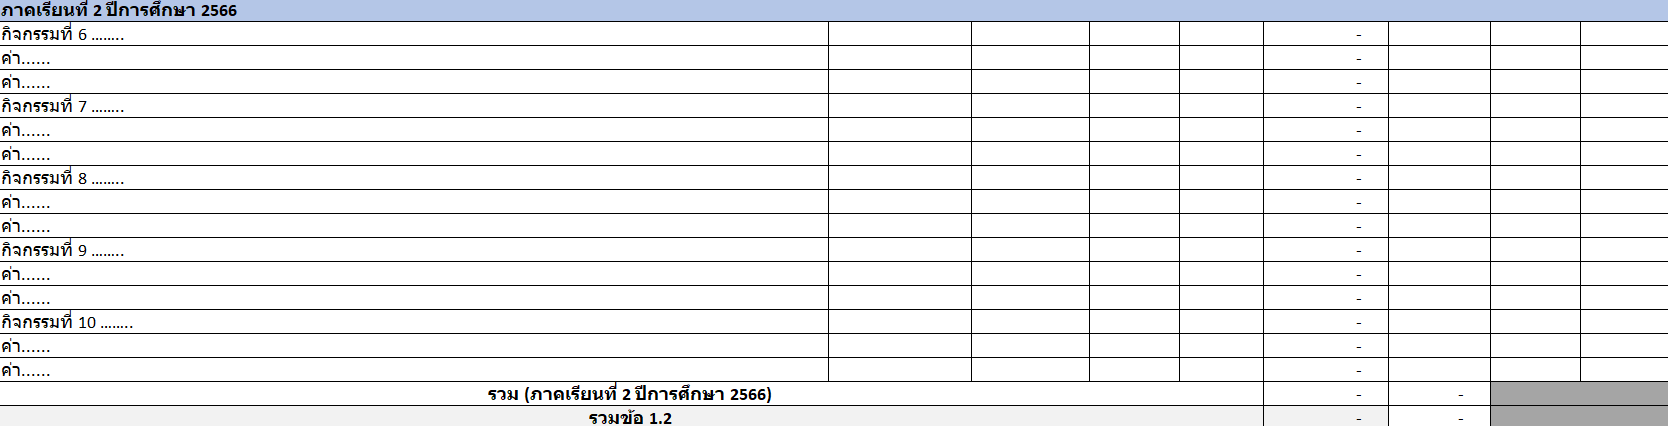 ภาคเรียนที่ 2 ปีการศึกษา 2566
กิจกรรมที่ 6 ........ -
ค่า...... -
ค่า...... -
กิจกรรมที่ 7 ........ -
ค่า...... -
ค่า...... -
กิจกรรมที่ 8 ........ -
ค่า...... -
ค่า...... -
กิจกรรมที่ 9 ........ -
ค่า...... -
ค่า...... -
กิจกรรมที่ 10 ........ -
ค่า...... -
ค่า...... -
รวม (ภาคเรียนที่ 2 ปีการศึกษา 2566) - -
รวมข้อ 1.2 - -